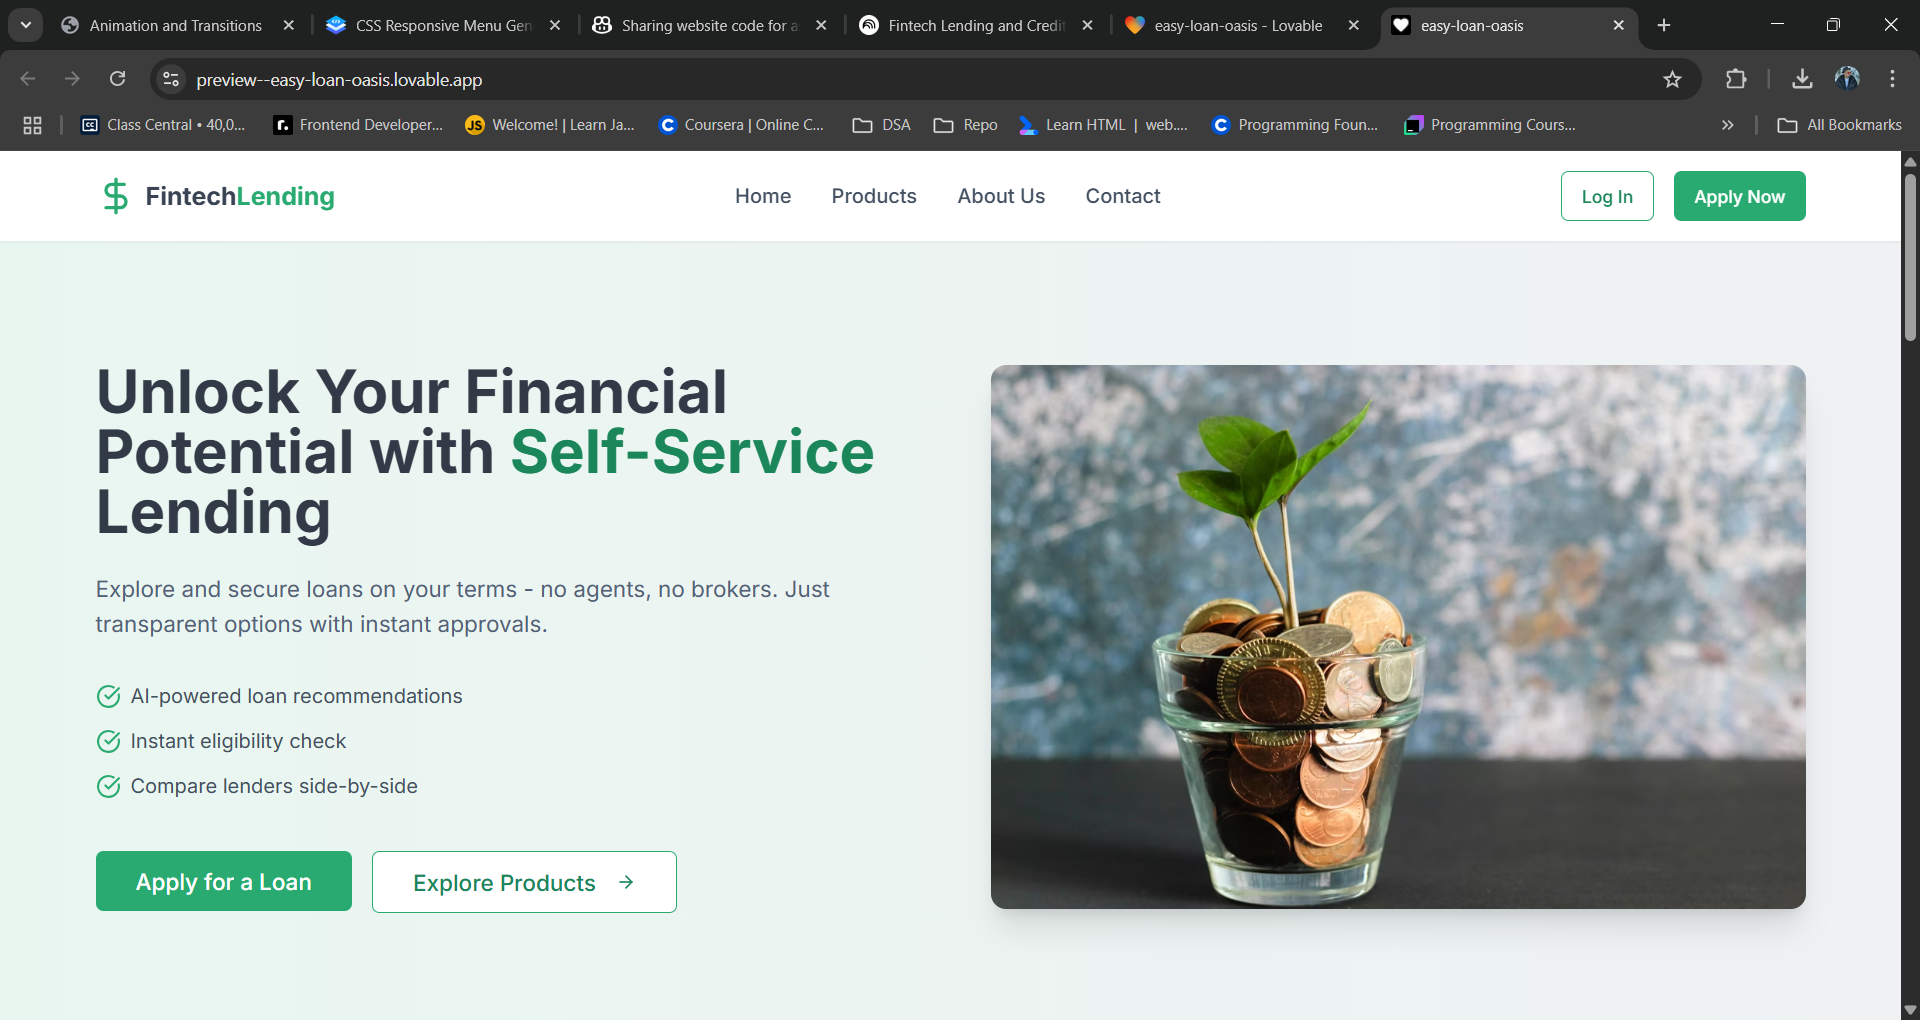 Animation and Transitions
CSS Responsive Menu Gen
Sharing website code for a
Fintech Lending and Credit
easy-loan-oasis - Lovable
easy-loan-oasis
preview--easy-loan-oasis.lovable.app
Class Central • 40,0...
Frontend Developer...
JS
Welcome! | Learn Ja...
Coursera | Online C...
DSA
Repo
Learn HTML | web....
Programming Foun...
Programming Cours...
All Bookmarks
$ FintechLending
Home
Products
About Us
Contact
Log In
Apply Now
Unlock Your Financial
Potential with Self-Service
Lending
Explore and secure loans on your terms - no agents, no brokers. Just
transparent options with instant approvals.
AI-powered loan recommendations
Instant eligibility check
Compare lenders side-by-side
Apply for a Loan
Explore Products →